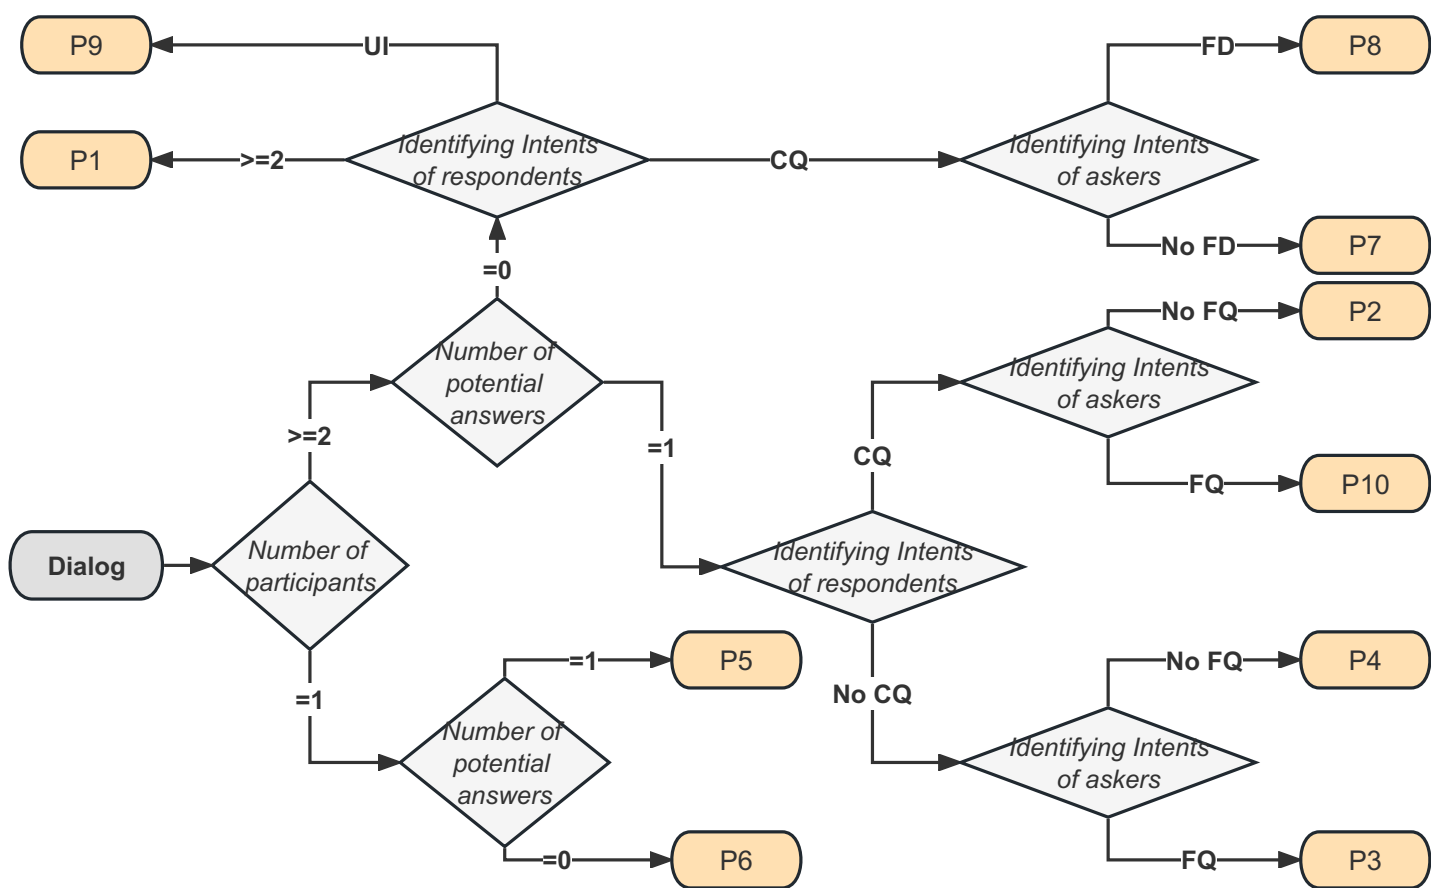 P9
UI
FD
P8
P1
>=2
Identifying Intents
of respondents
CQ
Identifying Intents
of askers
No FD
P7
=0
No FQ
P2
Number of
potential
answers
Identifying Intents
of askers
>=2
=1
CQ
FQ
P10
Dialog
Number of
participants
Identifying Intents
of respondents
=1
P5
No FQ
P4
=1
No CQ
Number of
potential
answers
Identifying Intents
of askers
=0
P6
FQ
P3